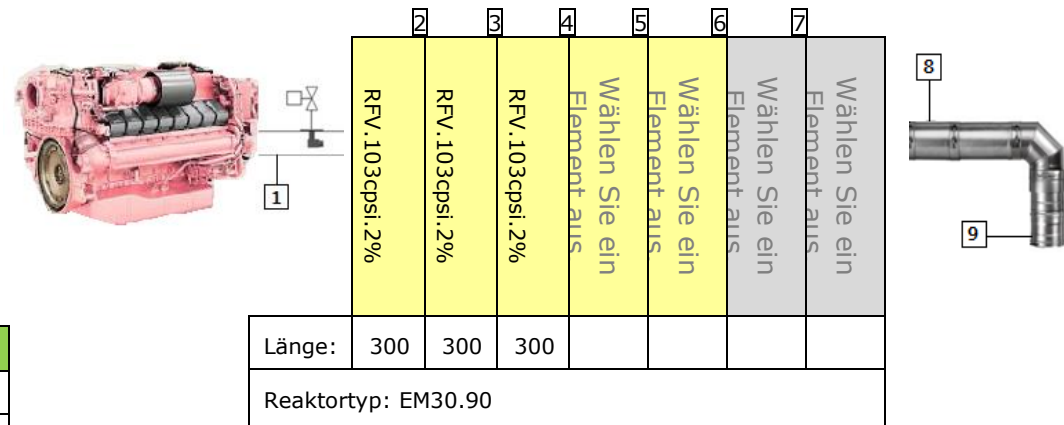 2 3 4 5 6 7
8
1
9
RFV.103cpsi.2%
RFV.103cpsi.2%
RFV.103cpsi.2%
Wählen Sie ein
Element aus.
Wählen Sie ein
Element aus.
Wählen Sie ein
Element aus.
Wählen Sie ein
Element aus.
Länge: 300 300 300
Reaktortyp: EM30.90